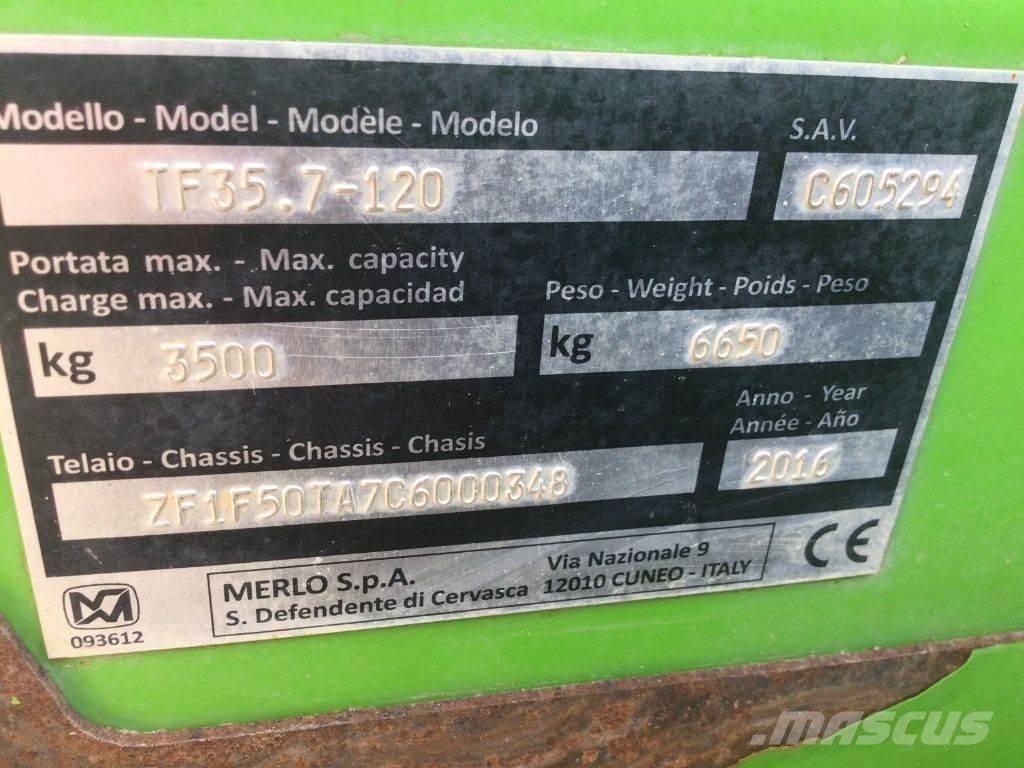 Modello - Model - Modèle - Modelo
S.A.V.
TF35.7-120
C605294
Portata max. - Max. capacity
Charge max. - Max. capacidad
Peso - Weight - Poids - Peso
kg 3500
kg 6650
Anno - Year
Année - Año
Telaio - Chassis - Chassis - Chasis
ZF1F50TA7C6000348
2016
MERLO S.p.A.
S. Defendente di Cervasca
Via Nazionale 9
12010 CUNEO - ITALY
CE
093612
MASCUS